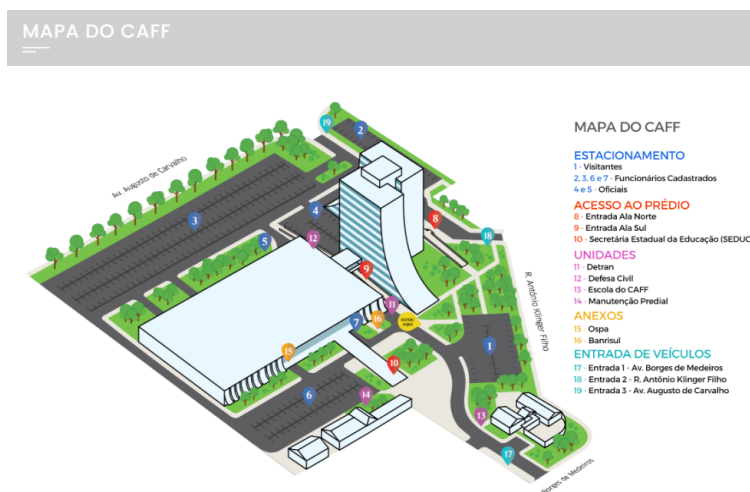 MAPA DO CAFF
MAPA DO CAFF
ESTACIONAMENTO
1 - Visitantes
2, 3, 6 e 7 - Funcionários Cadastrados
4 e 5 - Oficiais
ACESSO AO PRÉDIO
8 - Entrada Ala Norte
9 - Entrada Ala Sul
10 - Secretária Estadual da Educação (SEDUC
UNIDADES
11 - Detran
12 - Defesa Civil
13 - Escola do CAFF
14 - Manutenção Predial
ANEXOS
15 - Ospa
16 - Banrisul
ENTRADA DE VEÍCULOS
17 - Entrada 1 - Av. Borges de Medeiros
18 - Entrada 2 - R. Antônio Klinger Filho
19 - Entrada 3 - Av. Augusto de Carvalho
Av. Augusto de Carvalho
R. Antônio Klinger Filho
Borges de Medeiros
19
2
3
4
8
5
12
18
9
11
7
16
1
15
10
6
14
13
17